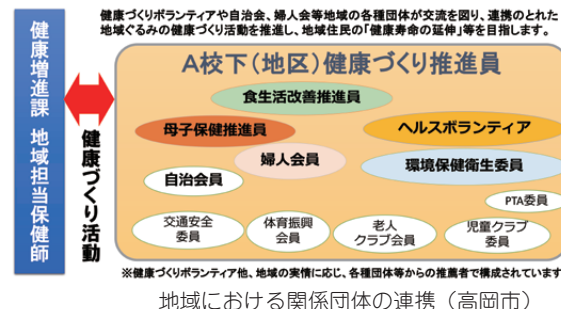 健康づくりボランティアや自治会、婦人会等地域の各種団体が交流を図り、連携のとれた
地域ぐるみの健康づくり活動を推進し、地域住民の「健康寿命の延伸」等を目指します。
健康増進課 地域担当保健師
健康づくり活動
A校下(地区)健康づくり推進員
食生活改善推進員
母子保健推進員
ヘルスボランティア
婦人会員
環境保健衛生委員
自治会員
PTA委員
交通安全
委員
体育振興
会員
老人
クラブ会員
児童クラブ
委員
※健康づくりボランティア他、地域の実情に応じ、各種団体等からの推薦者で構成されています
地域における関係団体の連携（高岡市）